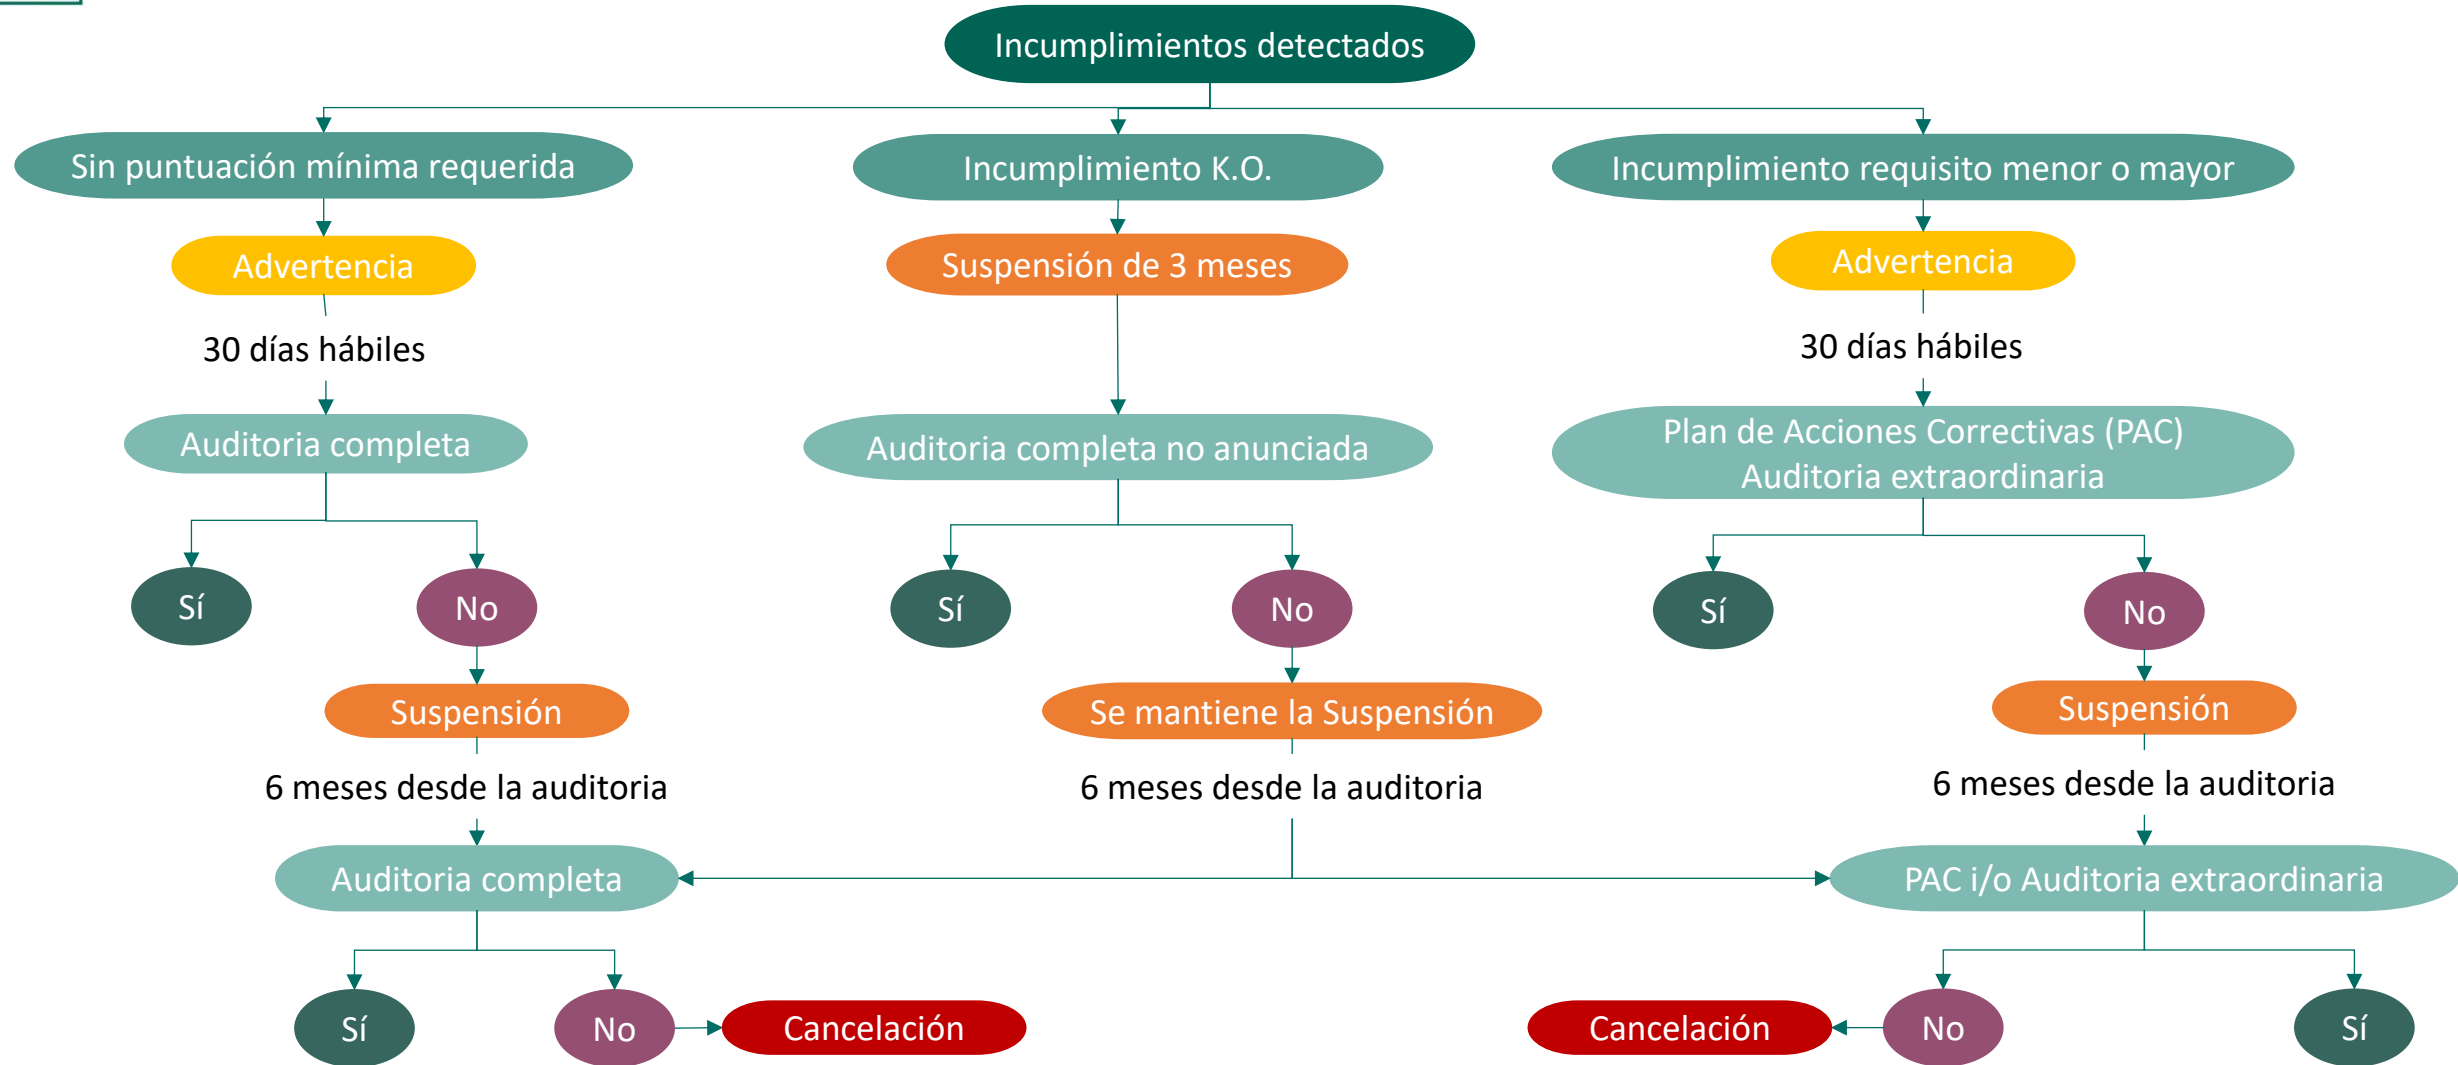 Incumplimientos detectados
Sin puntuación mínima requerida
Incumplimiento K.O.
Incumplimiento requisito menor o mayor
Advertencia
Suspensión de 3 meses
Advertencia
30 días hábiles
30 días hábiles
Auditoria completa
Auditoria completa no anunciada
Plan de Acciones Correctivas (PAC)
Auditoria extraordinaria
Sí
No
Sí
No
Sí
No
Suspensión
Se mantiene la Suspensión
Suspensión
6 meses desde la auditoria
6 meses desde la auditoria
6 meses desde la auditoria
Auditoria completa
PAC i/o Auditoria extraordinaria
Sí
No
Cancelación
Cancelación
No
Sí